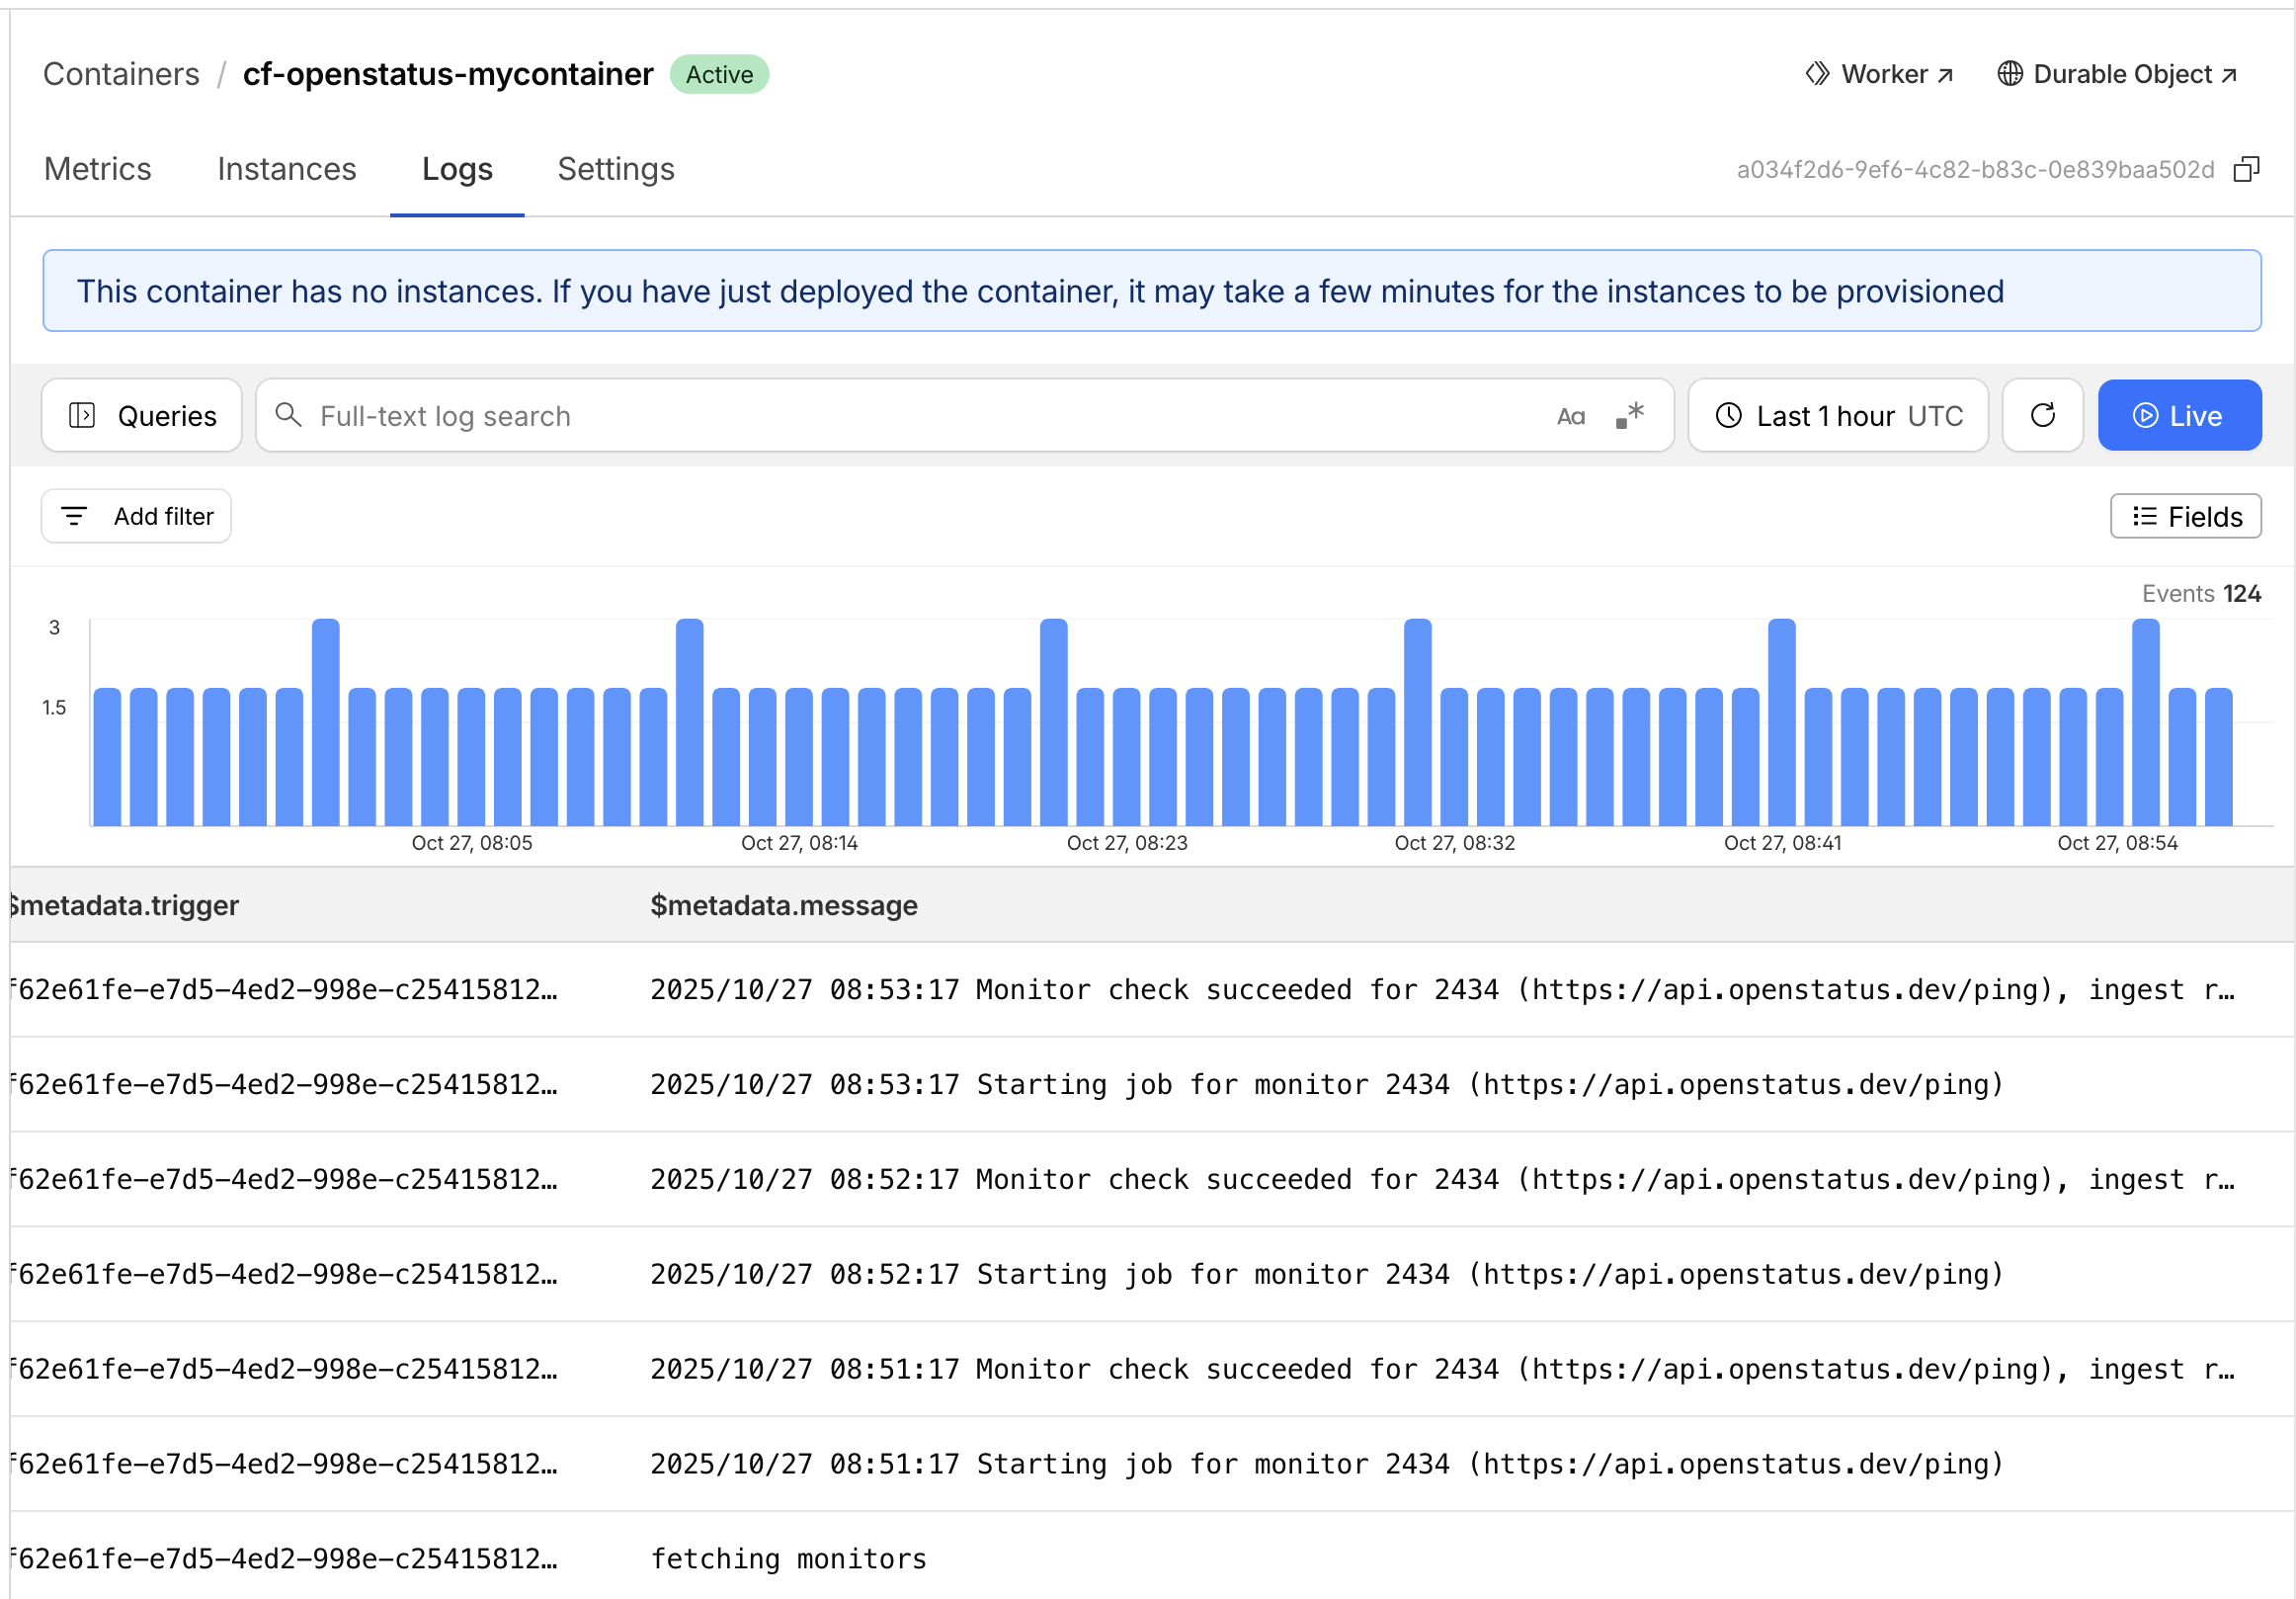 Containers / cf-openstatus-mycontainer Active Worker ↗ Durable Object ↗
Metrics Instances Logs Settings a034f2d6-9ef6-4c82-b83c-0e839baa502d
This container has no instances. If you have just deployed the container, it may take a few minutes for the instances to be provisioned
Queries Full-text log search Aa .* Last 1 hour UTC Live
Add filter Fields
Events 124
3
1.5
Oct 27, 08:05 Oct 27, 08:14 Oct 27, 08:23 Oct 27, 08:32 Oct 27, 08:41 Oct 27, 08:54
$metadata.trigger $metadata.message
f62e61fe-e7d5-4ed2-998e-c25415812… 2025/10/27 08:53:17 Monitor check succeeded for 2434 (https://api.openstatus.dev/ping), ingest r…
f62e61fe-e7d5-4ed2-998e-c25415812… 2025/10/27 08:53:17 Starting job for monitor 2434 (https://api.openstatus.dev/ping)
f62e61fe-e7d5-4ed2-998e-c25415812… 2025/10/27 08:52:17 Monitor check succeeded for 2434 (https://api.openstatus.dev/ping), ingest r…
f62e61fe-e7d5-4ed2-998e-c25415812… 2025/10/27 08:52:17 Starting job for monitor 2434 (https://api.openstatus.dev/ping)
f62e61fe-e7d5-4ed2-998e-c25415812… 2025/10/27 08:51:17 Monitor check succeeded for 2434 (https://api.openstatus.dev/ping), ingest r…
f62e61fe-e7d5-4ed2-998e-c25415812… 2025/10/27 08:51:17 Starting job for monitor 2434 (https://api.openstatus.dev/ping)
f62e61fe-e7d5-4ed2-998e-c25415812… fetching monitors